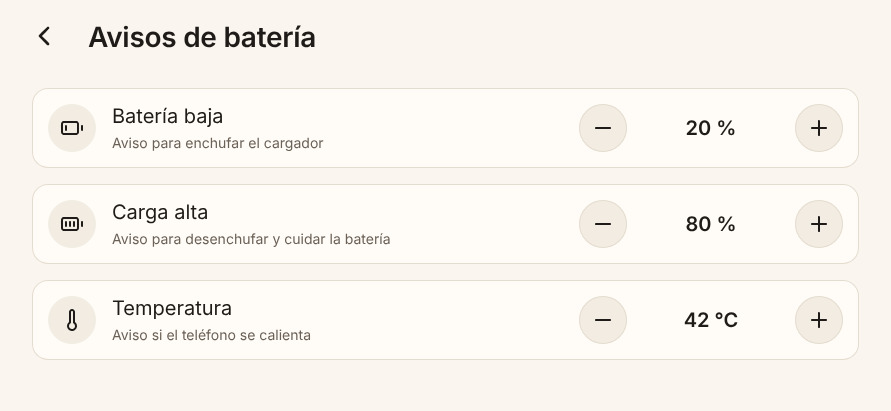 Avisos de batería
Batería baja
Aviso para enchufar el cargador
20 %
Carga alta
Aviso para desenchufar y cuidar la batería
80 %
Temperatura
Aviso si el teléfono se calienta
42 °C